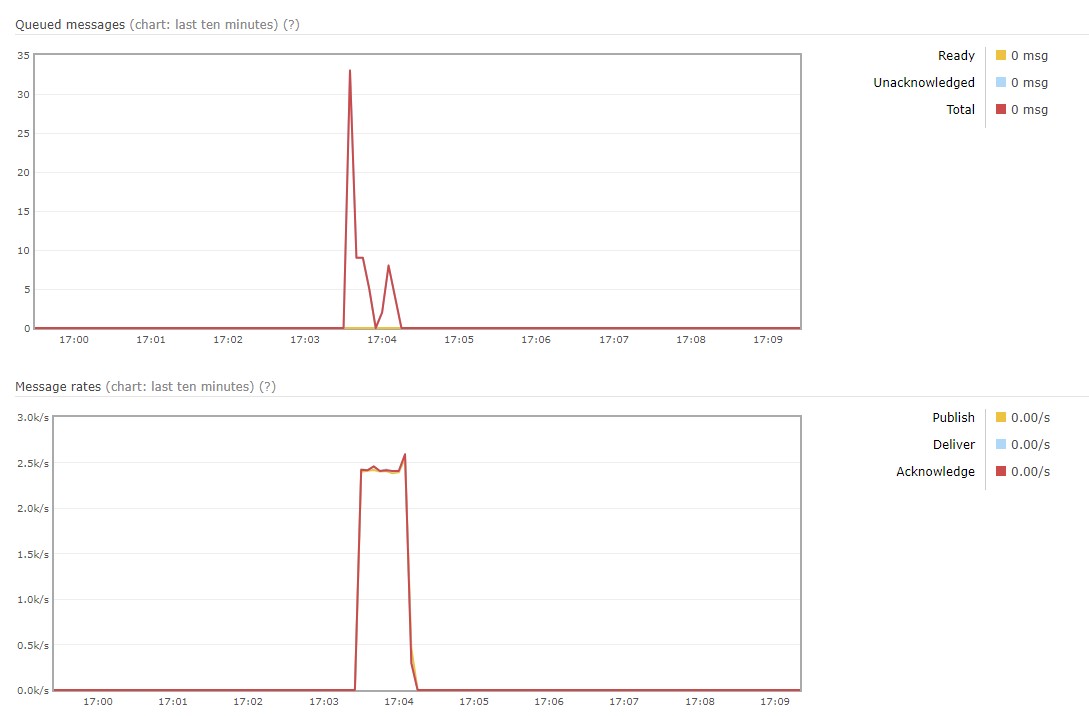 Queued messages (chart: last ten minutes) (?)
35
30
25
20
15
10
5
0
17:00 17:01 17:02 17:03 17:04 17:05 17:06 17:07 17:08 17:09
Ready 0 msg
Unacknowledged 0 msg
Total 0 msg
Message rates (chart: last ten minutes) (?)
3.0k/s
2.5k/s
2.0k/s
1.5k/s
1.0k/s
0.5k/s
0.0k/s
17:00 17:01 17:02 17:03 17:04 17:05 17:06 17:07 17:08 17:09
Publish 0.00/s
Deliver 0.00/s
Acknowledge 0.00/s